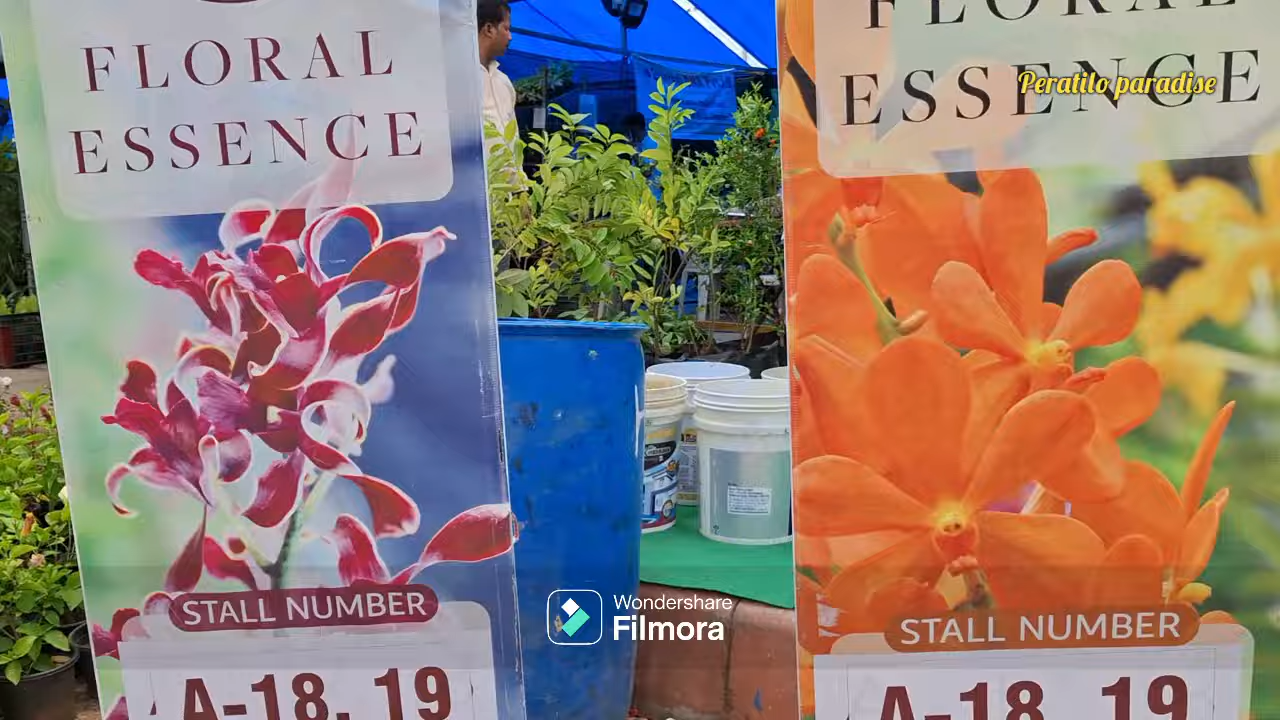 FLORAL
ESSENCE
STALL NUMBER
A-18, 19
FLORAL
ESSENCE
Peratilo paradise
STALL NUMBER
A-18, 19
Wondershare
Filmora